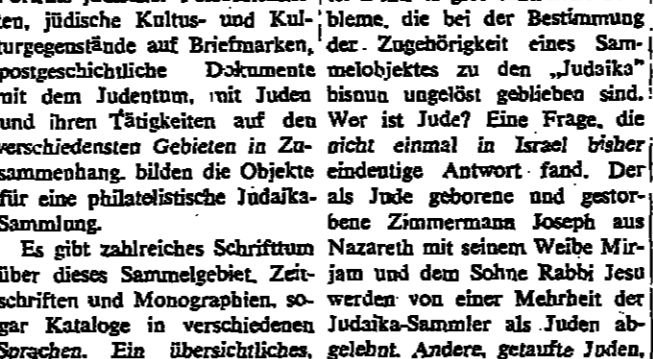 en, jüdische Kultus- und Kul-
turgegenstände auf Briefmarken,
postgeschichtliche Dokumente
mit dem Judentum, mit Juden
und ihren Tätigkeiten auf den
verschiedensten Gebieten in Zu-
sammenhang. bilden die Objekte
für eine philatelistische Judaika-
Sammlung.
Es gibt zahlreiches Schrifttum
über dieses Sammelgebiet. Zeit-
schriften und Monographien, so-
gar Kataloge in verschiedenen
Sprachen. Ein übersichtliches,
bleme, die bei der Bestimmung
der Zugehörigkeit eines Sam-
melobjektes zu den „Judaika”
bisnun ungelöst geblieben sind.
Wer ist Jude? Eine Frage, die
nicht einmal in Israel bisher
eindeutige Antwort fand. Der
als Jude geborene und gestor-
bene Zimmermann Joseph aus
Nazareth mit seinem Weibe Mir-
jam und dem Sohne Rabbi Jesu
werden von einer Mehrheit der
Judaika-Sammler als Juden ab-
gelehnt. Andere, getaufte Juden,